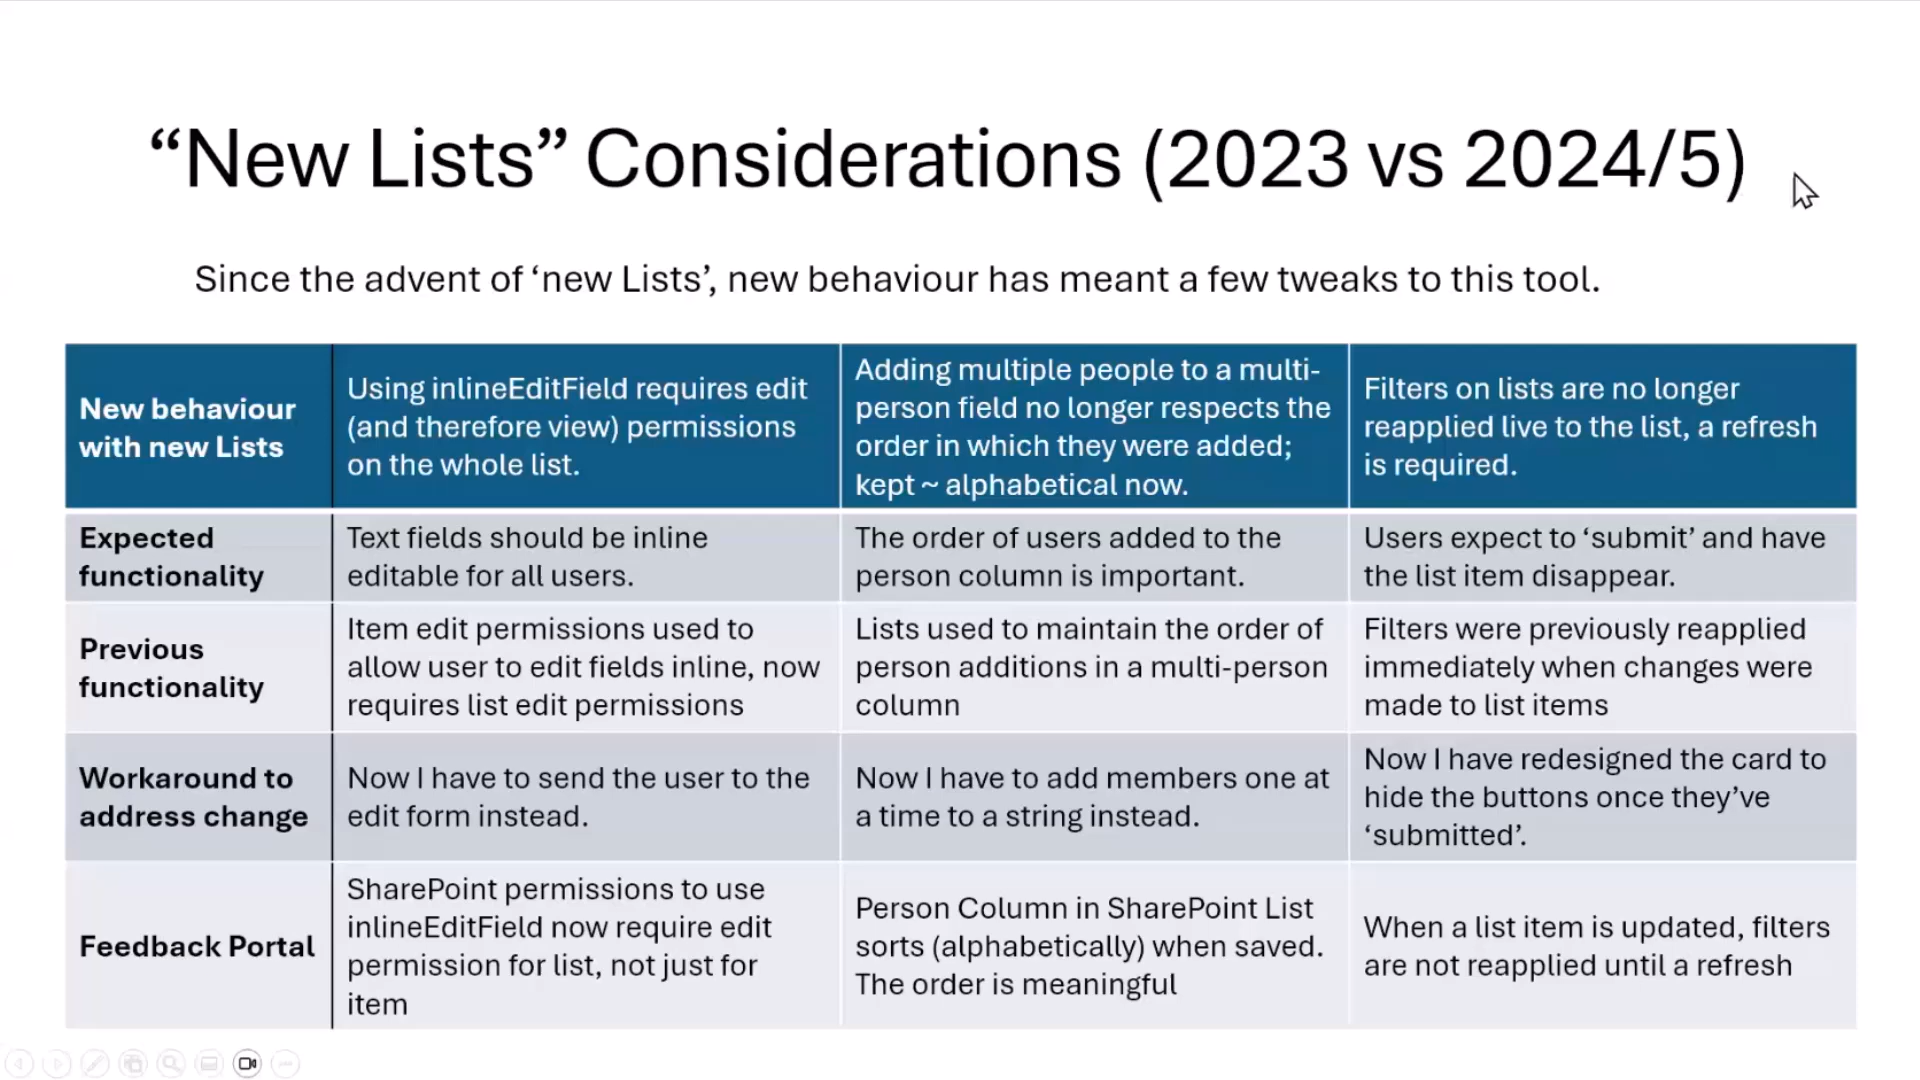 “New Lists” Considerations (2023 vs 2024/5)
Since the advent of ‘new Lists’, new behaviour has meant a few tweaks to this tool.
New behaviour
with new Lists
Using inlineEditField requires edit
(and therefore view) permissions
on the whole list.
Adding multiple people to a multi-
person field no longer respects the
order in which they were added;
kept ~ alphabetical now.
Filters on lists are no longer
reapplied live to the list, a refresh
is required.
Expected
functionality
Text fields should be inline
editable for all users.
The order of users added to the
person column is important.
Users expect to ‘submit’ and have
the list item disappear.
Previous
functionality
Item edit permissions used to
allow user to edit fields inline, now
requires list edit permissions
Lists used to maintain the order of
person additions in a multi-person
column
Filters were previously reapplied
immediately when changes were
made to list items
Workaround to
address change
Now I have to send the user to the
edit form instead.
Now I have to add members one at
a time to a string instead.
Now I have redesigned the card to
hide the buttons once they’ve
‘submitted’.
Feedback Portal
SharePoint permissions to use
inlineEditField now require edit
permission for list, not just for
item
Person Column in SharePoint List
sorts (alphabetically) when saved.
The order is meaningful
When a list item is updated, filters
are not reapplied until a refresh